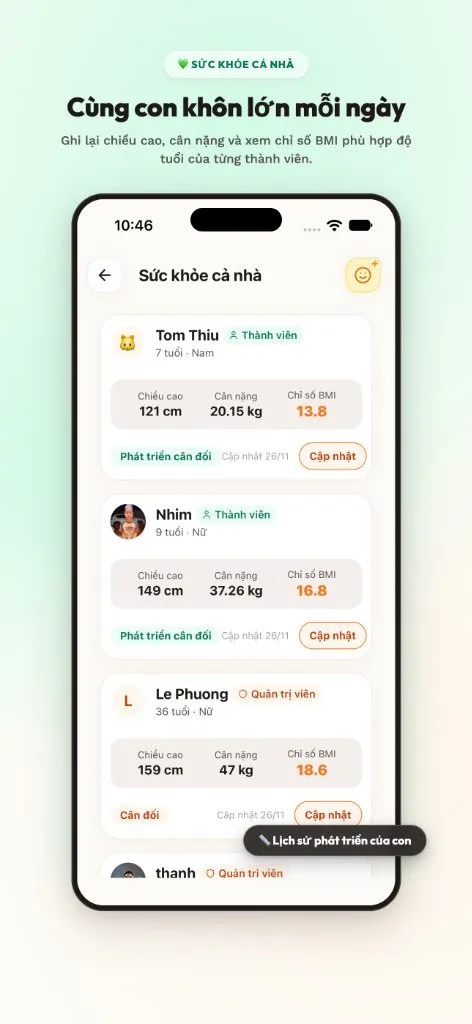 💚 SỨC KHỎE CẢ NHÀ
Cùng con khôn lớn mỗi ngày
Ghi lại chiều cao, cân nặng và xem chỉ số BMI phù hợp độ
tuổi của từng thành viên.
10:46
Sức khỏe cả nhà
Tom Thiu Thành viên
7 tuổi · Nam
Chiều cao Cân nặng Chỉ số BMI
121 cm 20.15 kg 13.8
Phát triển cân đối Cập nhật 26/11 Cập nhật
Nhim Thành viên
9 tuổi · Nữ
Chiều cao Cân nặng Chỉ số BMI
149 cm 37.26 kg 16.8
Phát triển cân đối Cập nhật 26/11 Cập nhật
L Le Phuong Quản trị viên
36 tuổi · Nữ
Chiều cao Cân nặng Chỉ số BMI
159 cm 47 kg 18.6
Cân đối Cập nhật 26/11 Cập nhật
📏 Lịch sử phát triển của con
thanh Quản trị viên